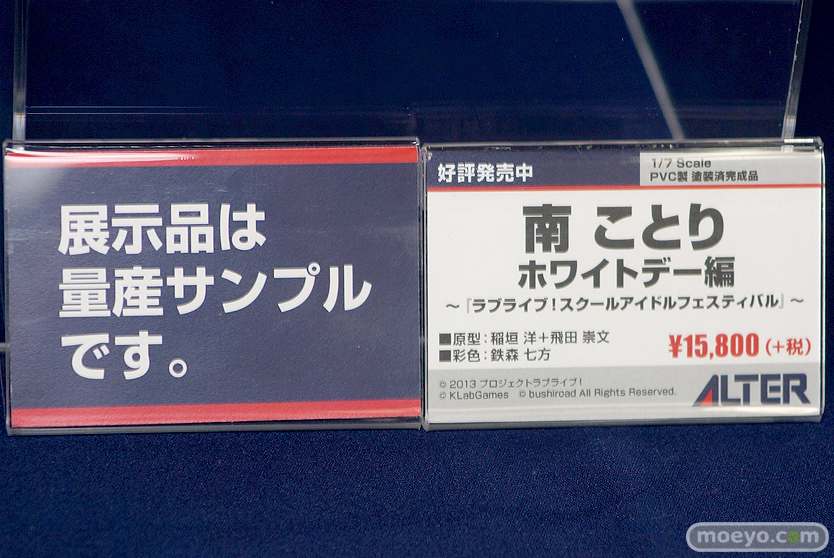 展示品は
量産サンプル
です。
好評発売中
1/7 Scale
PVC製 塗装済完成品
南 ことり
ホワイトデー編
～『ラブライブ!スクールアイドルフェスティバル』～
■原型:稲垣 洋+飛田 崇文
■彩色:鉄森 七方
¥15,800(+税)
© 2013 プロジェクトラブライブ!
© KLabGames © bushiroad All Rights Reserved.
ALTER
moeyo.com